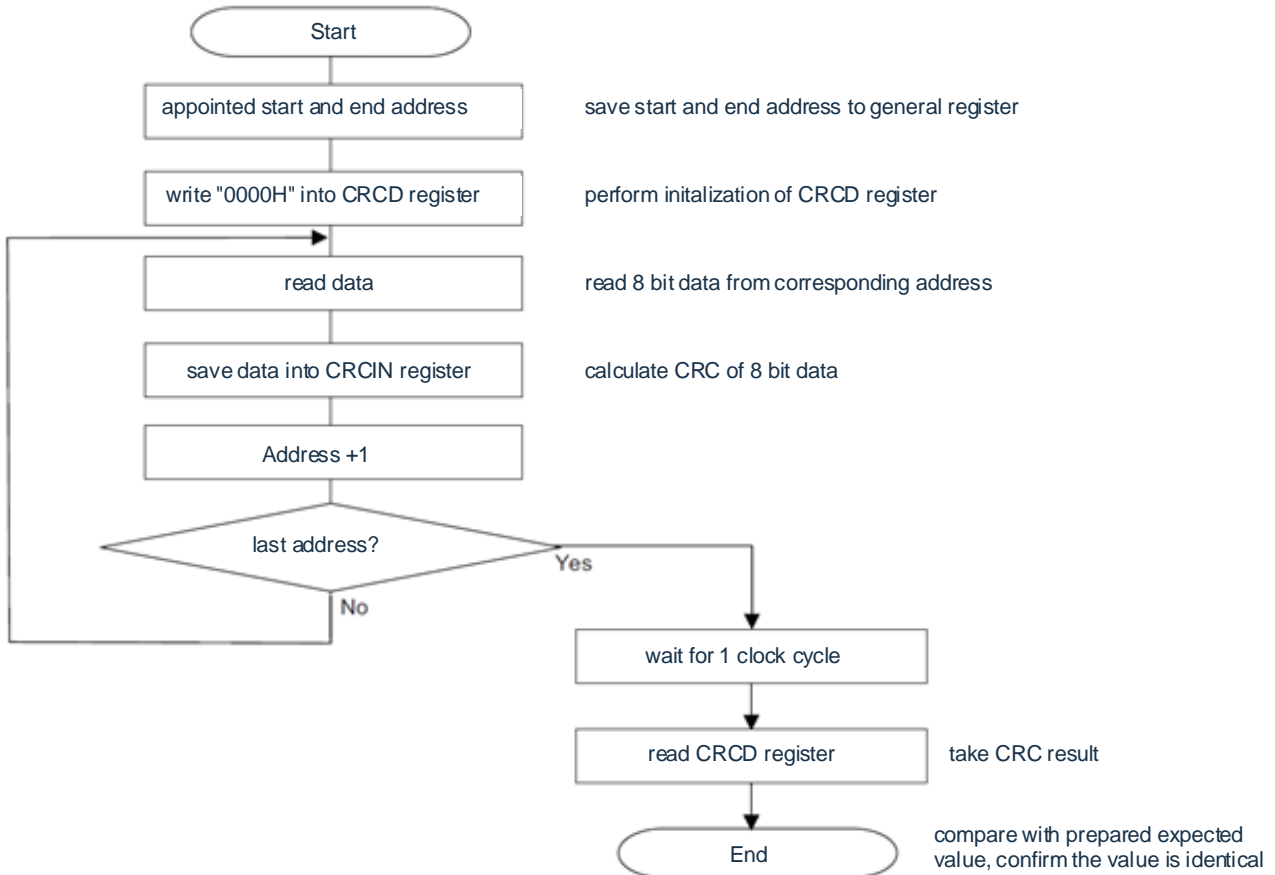 Start
appointed start and end address
save start and end address to general register
write "0000H" into CRCD register
perform initalization of CRCD register
read data
read 8 bit data from corresponding address
save data into CRCIN register
calculate CRC of 8 bit data
Address +1
last address?
Yes
No
wait for 1 clock cycle
read CRCD register
take CRC result
End
compare with prepared expected
value, confirm the value is identical